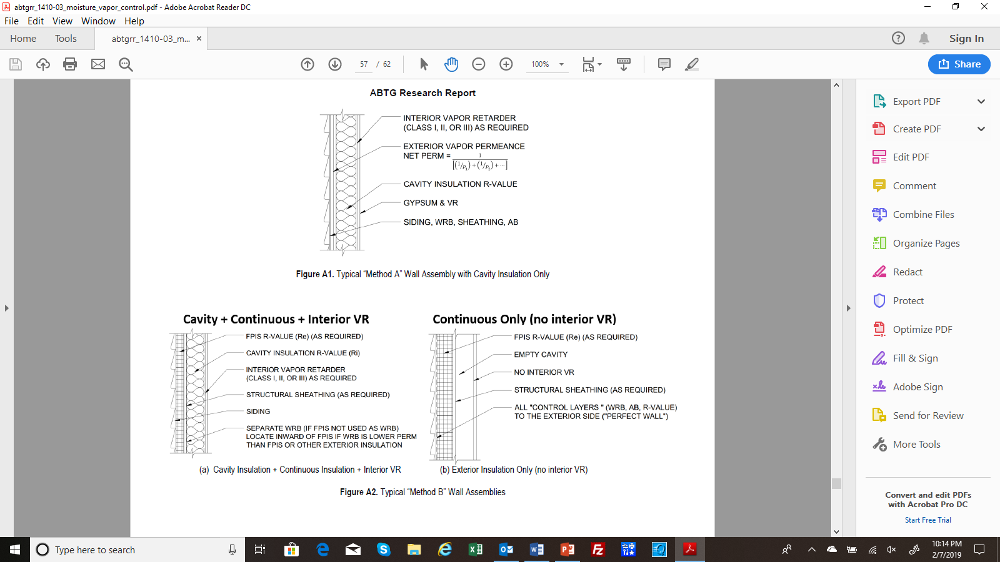 abtgrr_1410-03_moisture_vapor_control.pdf - Adobe Acrobat Reader DC
File Edit View Window Help
Home Tools abtgrr_1410-03_m... × Sign In
57 / 62 100% Share
ABTG Research Report
INTERIOR VAPOR RETARDER
(CLASS I, II, OR III) AS REQUIRED
EXTERIOR VAPOR PERMEANCE
NET PERM = 1 / [(1/P1) + (1/P2) + ···]
CAVITY INSULATION R-VALUE
GYPSUM & VR
SIDING, WRB, SHEATHING, AB
Figure A1. Typical “Method A” Wall Assembly with Cavity Insulation Only
Cavity + Continuous + Interior VR
FPIS R-VALUE (Re) (AS REQUIRED)
CAVITY INSULATION R-VALUE (Ri)
INTERIOR VAPOR RETARDER
(CLASS I, II, OR III) AS REQUIRED
STRUCTURAL SHEATHING (AS REQUIRED)
SIDING
SEPARATE WRB (IF FPIS NOT USED AS WRB)
LOCATE INWARD OF FPIS IF WRB IS LOWER PERM
THAN FPIS OR OTHER EXTERIOR INSULATION
(a) Cavity Insulation + Continuous Insulation + Interior VR
Continuous Only (no interior VR)
FPIS R-VALUE (Re) (AS REQUIRED)
EMPTY CAVITY
NO INTERIOR VR
STRUCTURAL SHEATHING (AS REQUIRED)
ALL "CONTROL LAYERS " (WRB, AB, R-VALUE)
TO THE EXTERIOR SIDE ("PERFECT WALL")
(b) Exterior Insulation Only (no interior VR)
Figure A2. Typical “Method B” Wall Assemblies
Export PDF
Create PDF
Edit PDF
Comment
Combine Files
Organize Pages
Redact
Protect
Optimize PDF
Fill & Sign
Adobe Sign
Send for Review
More Tools
Convert and edit PDFs
with Acrobat Pro DC
Start Free Trial
Type here to search
10:14 PM
2/7/2019